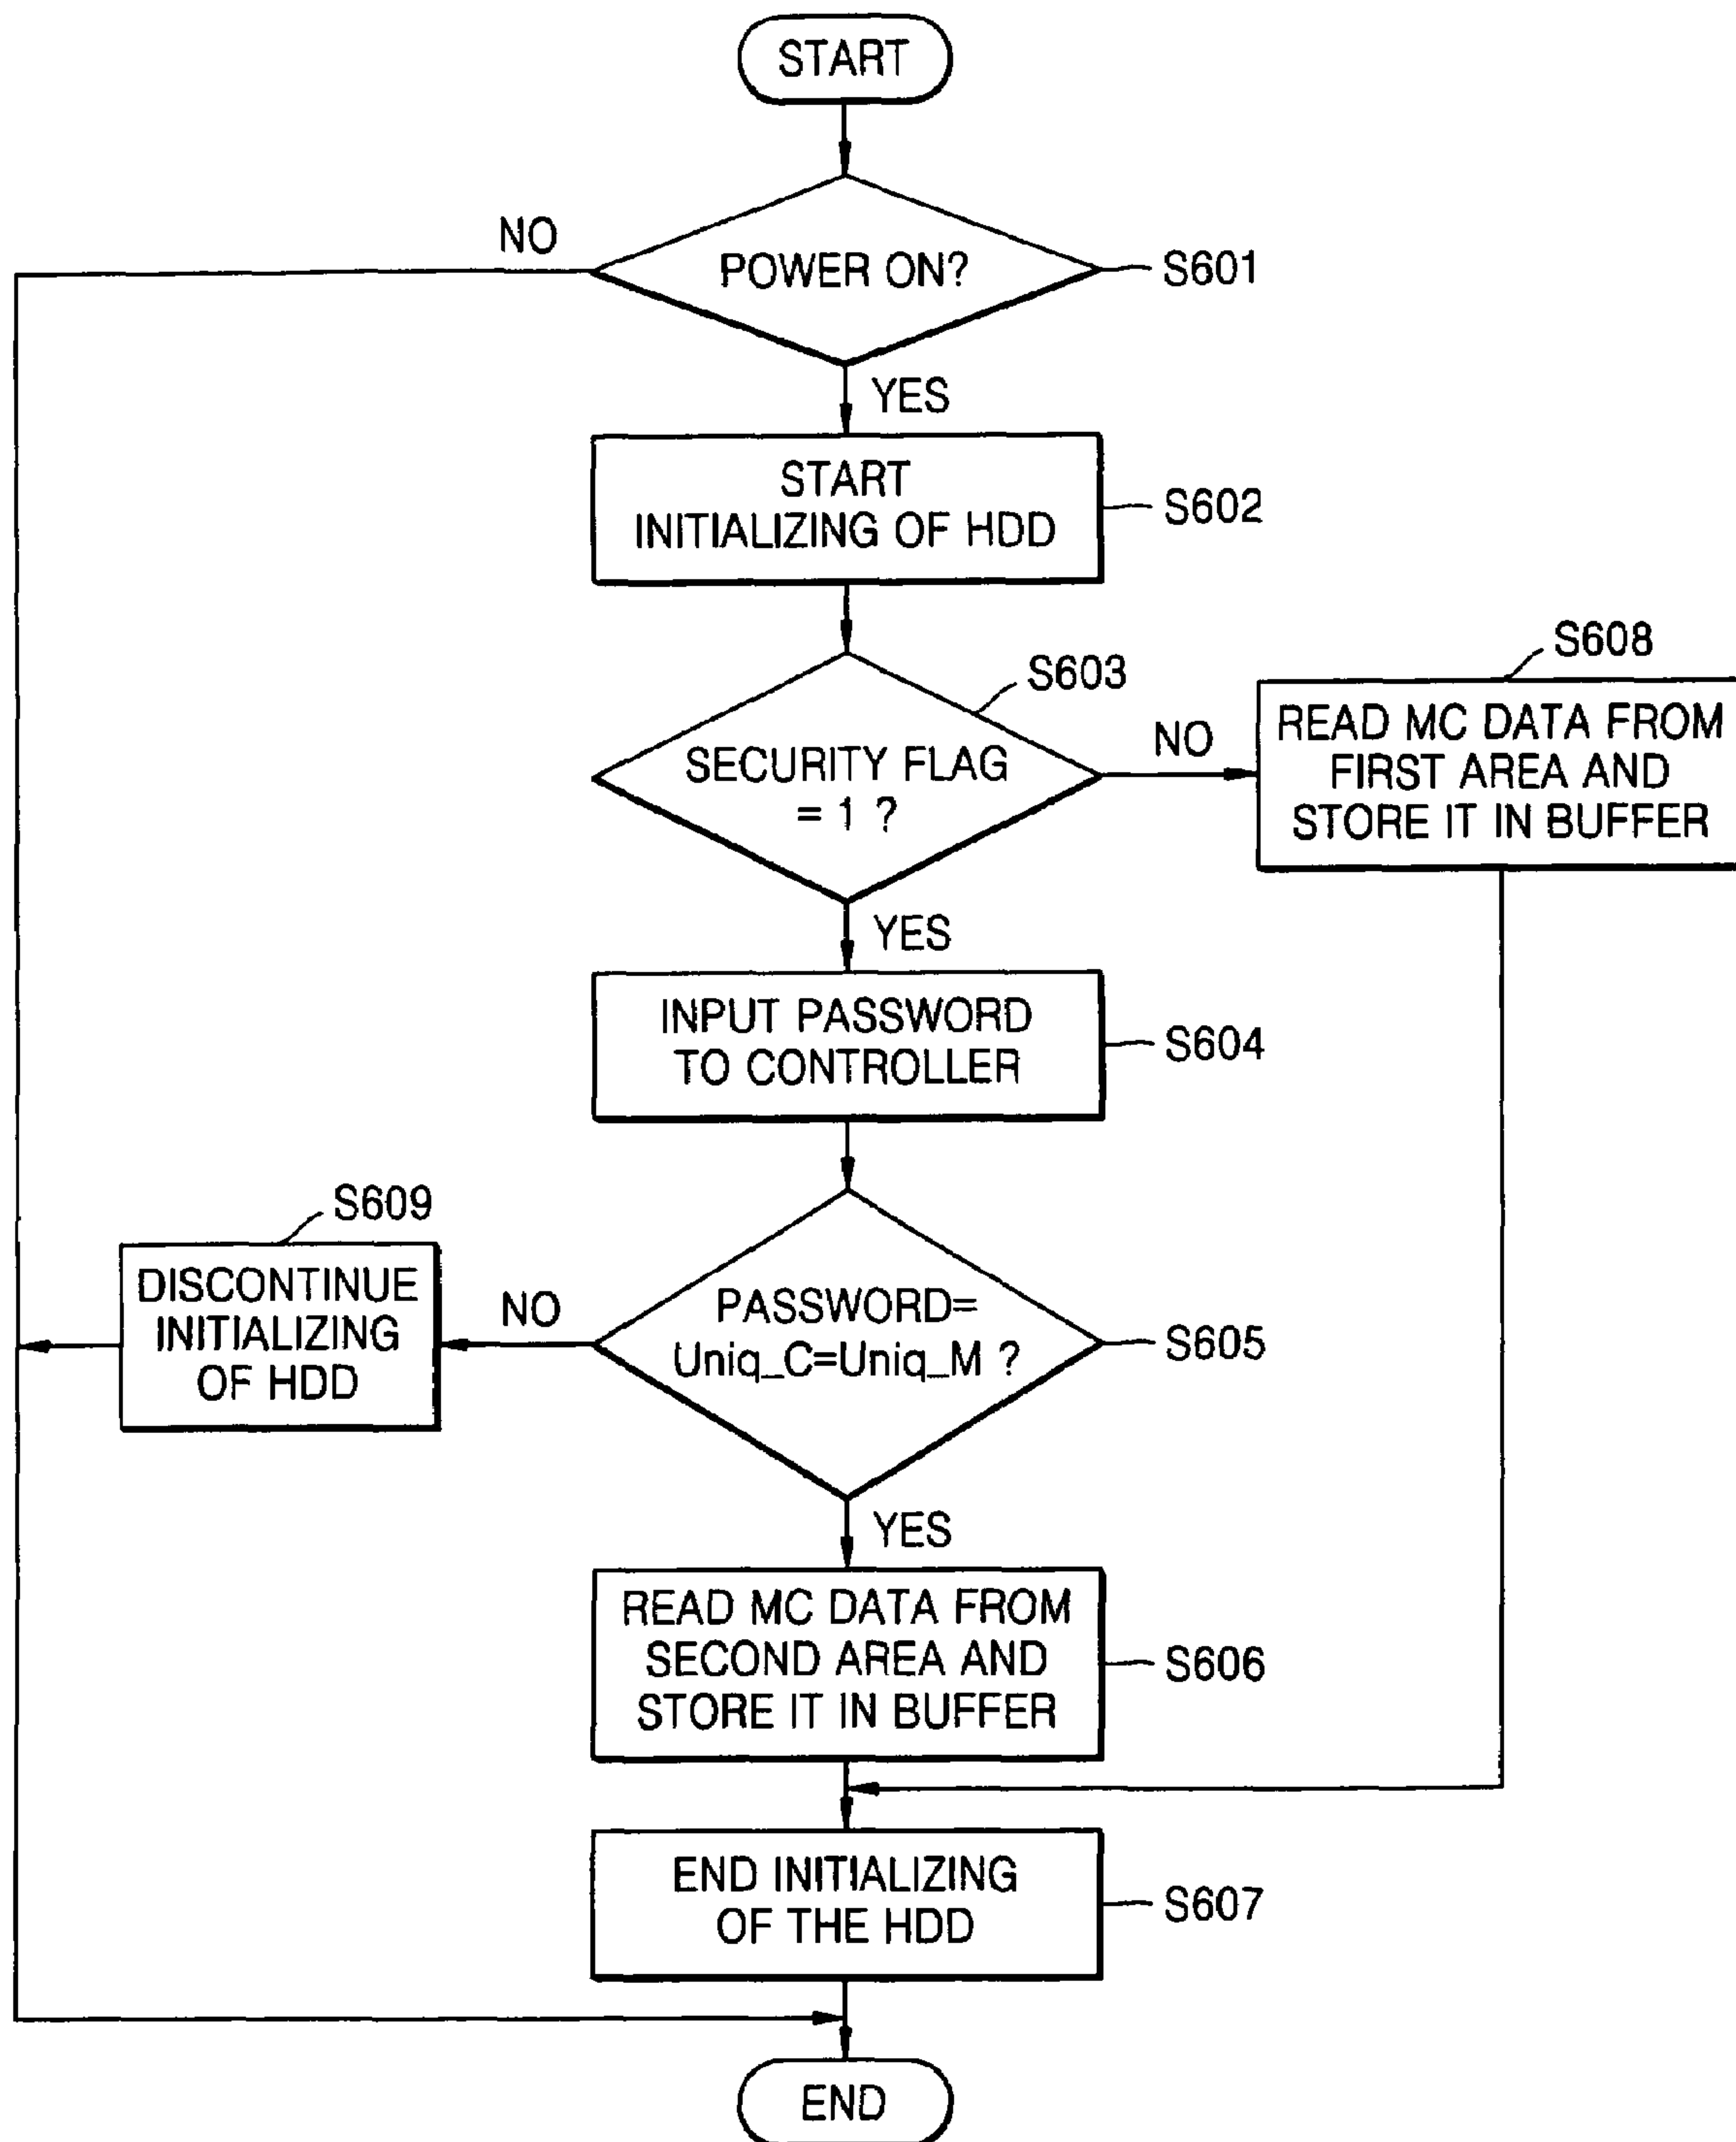 START
NO
POWER ON?
S601
YES
START
INITIALIZING OF HDD
S602
S603
S608
SECURITY FLAG
= 1 ?
NO
READ MC DATA FROM
FIRST AREA AND
STORE IT IN BUFFER
YES
INPUT PASSWORD
TO CONTROLLER
S604
S609
DISCONTINUE
INITIALIZING
OF HDD
NO
PASSWORD=
Uniq_C=Uniq_M ?
S605
YES
READ MC DATA FROM
SECOND AREA AND
STORE IT IN BUFFER
S606
END INITIALIZING
OF THE HDD
S607
END